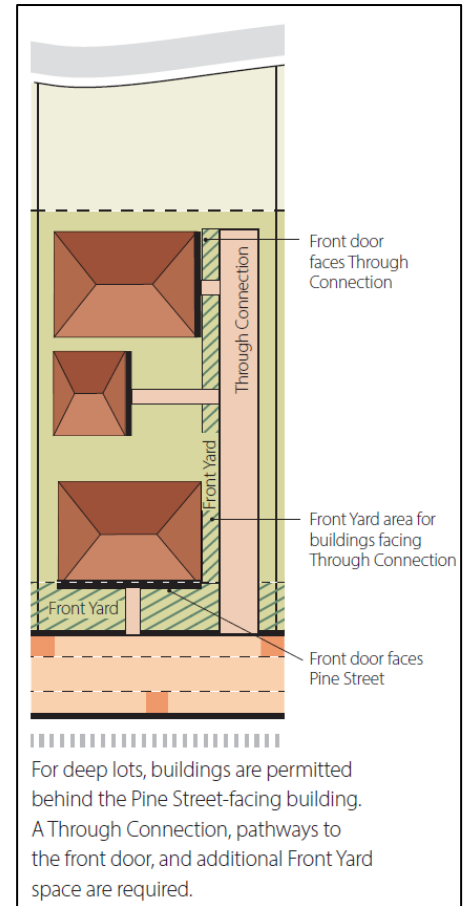 Front door
faces Through
Connection
Through Connection
Front Yard
Front Yard area for
buildings facing
Through Connection
Front Yard
Front door faces
Pine Street
For deep lots, buildings are permitted
behind the Pine Street-facing building.
A Through Connection, pathways to
the front door, and additional Front Yard
space are required.